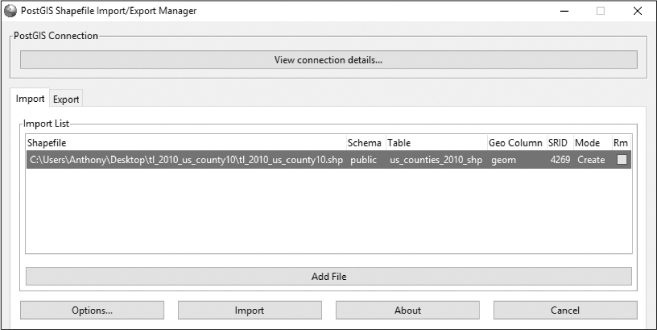 PostGIS Shapefile Import/Export Manager
PostGIS Connection
View connection details...
Import Export
Import List
Shapefile Schema Table Geo Column SRID Mode Rm
C:\Users\Anthony\Desktop\tl_2010_us_county10\tl_2010_us_county10.shp public us_counties_2010_shp geom 4269 Create
Add File
Options... Import About Cancel